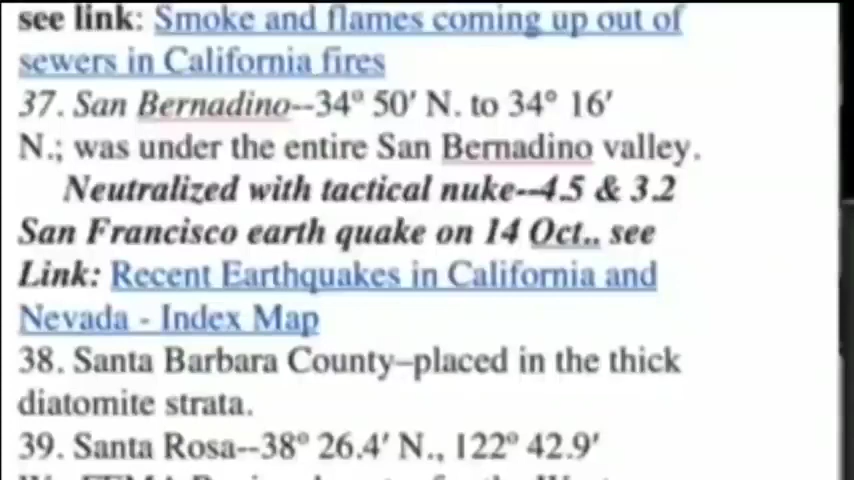 see link: Smoke and flames coming up out of
sewers in California fires
37. San Bernadino--34° 50′ N. to 34° 16′
N.; was under the entire San Bernadino valley.
Neutralized with tactical nuke--4.5 & 3.2
San Francisco earth quake on 14 Oct.. see
Link: Recent Earthquakes in California and
Nevada - Index Map
38. Santa Barbara County–placed in the thick
diatomite strata.
39. Santa Rosa--38° 26.4′ N., 122° 42.9′